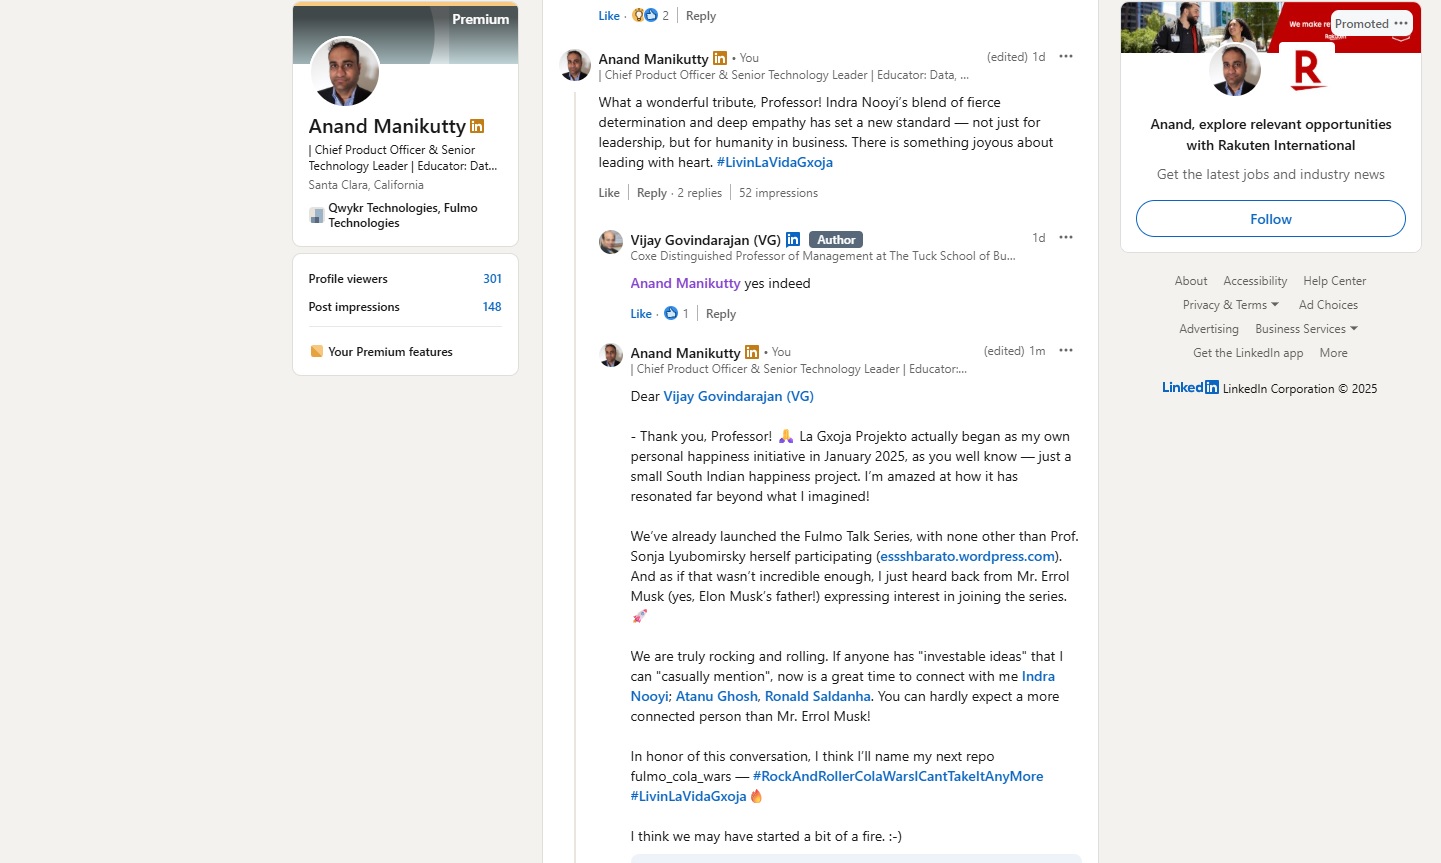 Premium
Anand Manikutty
| Chief Product Officer & Senior
Technology Leader | Educator: Dat...
Santa Clara, California
Qwykr Technologies, Fulmo
Technologies
Profile viewers 301
Post impressions 148
Your Premium features
Like · 2 | Reply
Anand Manikutty • You (edited) 1d
| Chief Product Officer & Senior Technology Leader | Educator: Data, ...
What a wonderful tribute, Professor! Indra Nooyi’s blend of fierce
determination and deep empathy has set a new standard — not just for
leadership, but for humanity in business. There is something joyous about
leading with heart. #LivinLaVidaGxoja
Like | Reply · 2 replies | 52 impressions
Vijay Govindarajan (VG) Author 1d
Coxe Distinguished Professor of Management at The Tuck School of Bu...
Anand Manikutty yes indeed
Like · 1 | Reply
Anand Manikutty • You (edited) 1m
| Chief Product Officer & Senior Technology Leader | Educator:...
Dear Vijay Govindarajan (VG)
- Thank you, Professor! 🙏 La Gxoja Projekto actually began as my own
personal happiness initiative in January 2025, as you well know — just a
small South Indian happiness project. I’m amazed at how it has
resonated far beyond what I imagined!
We’ve already launched the Fulmo Talk Series, with none other than Prof.
Sonja Lyubomirsky herself participating (essshbarato.wordpress.com).
And as if that wasn’t incredible enough, I just heard back from Mr. Errol
Musk (yes, Elon Musk’s father!) expressing interest in joining the series.
🚀
We are truly rocking and rolling. If anyone has "investable ideas" that I
can "casually mention", now is a great time to connect with me Indra
Nooyi; Atanu Ghosh, Ronald Saldanha. You can hardly expect a more
connected person than Mr. Errol Musk!
In honor of this conversation, I think I’ll name my next repo
fulmo_cola_wars — #RockAndRollerColaWarsICantTakeItAnyMore
#LivinLaVidaGxoja 🔥
I think we may have started a bit of a fire. :-)
We make re
Promoted
R
Anand, explore relevant opportunities
with Rakuten International
Get the latest jobs and industry news
Follow
About Accessibility Help Center
Privacy & Terms Ad Choices
Advertising Business Services
Get the LinkedIn app More
LinkedIn LinkedIn Corporation © 2025